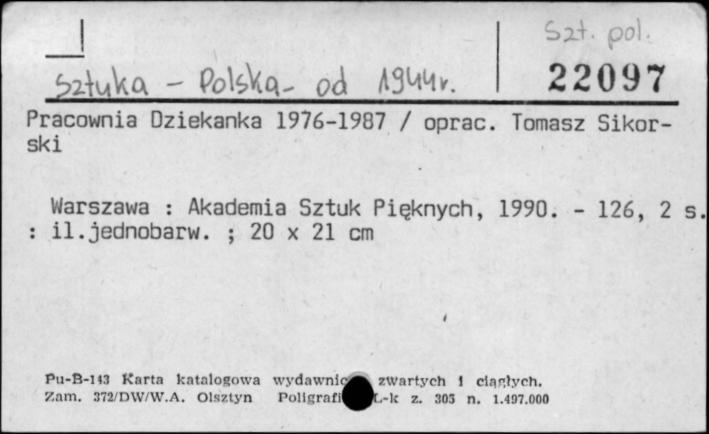 Szt. pol.
Sztuka - Polska - od 1944r.
22097
Pracownia Dziekanka 1976-1987 / oprac. Tomasz Sikor-
ski
Warszawa : Akademia Sztuk Pięknych, 1990. - 126, 2 s.
: il.jednobarw. ; 20 x 21 cm
Pu-B-143 Karta katalogowa zwartych i ciągłych.
Zam. 372/DW/W.A. Olsztyn z. 305 n. 1.497.000